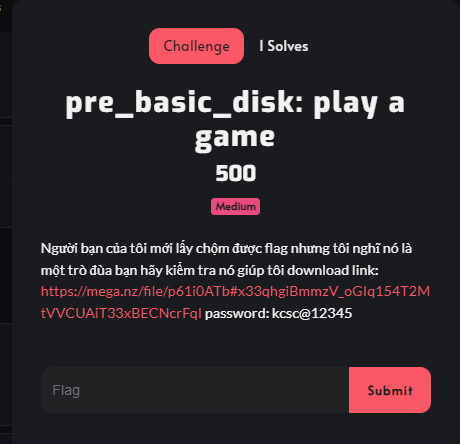 Challenge
1 Solves
pre_basic_disk: play a
game
500
Medium
Người bạn của tôi mới lấy chộm được flag nhưng tôi nghĩ nó là
một trò đùa bạn hãy kiểm tra nó giúp tôi download link:
https://mega.nz/file/p61i0ATb#x33qhgiBmmzV_oGIq154T2M
tVVCUAiT33xBECNcrFqI password: kcsc@12345
Flag
Submit